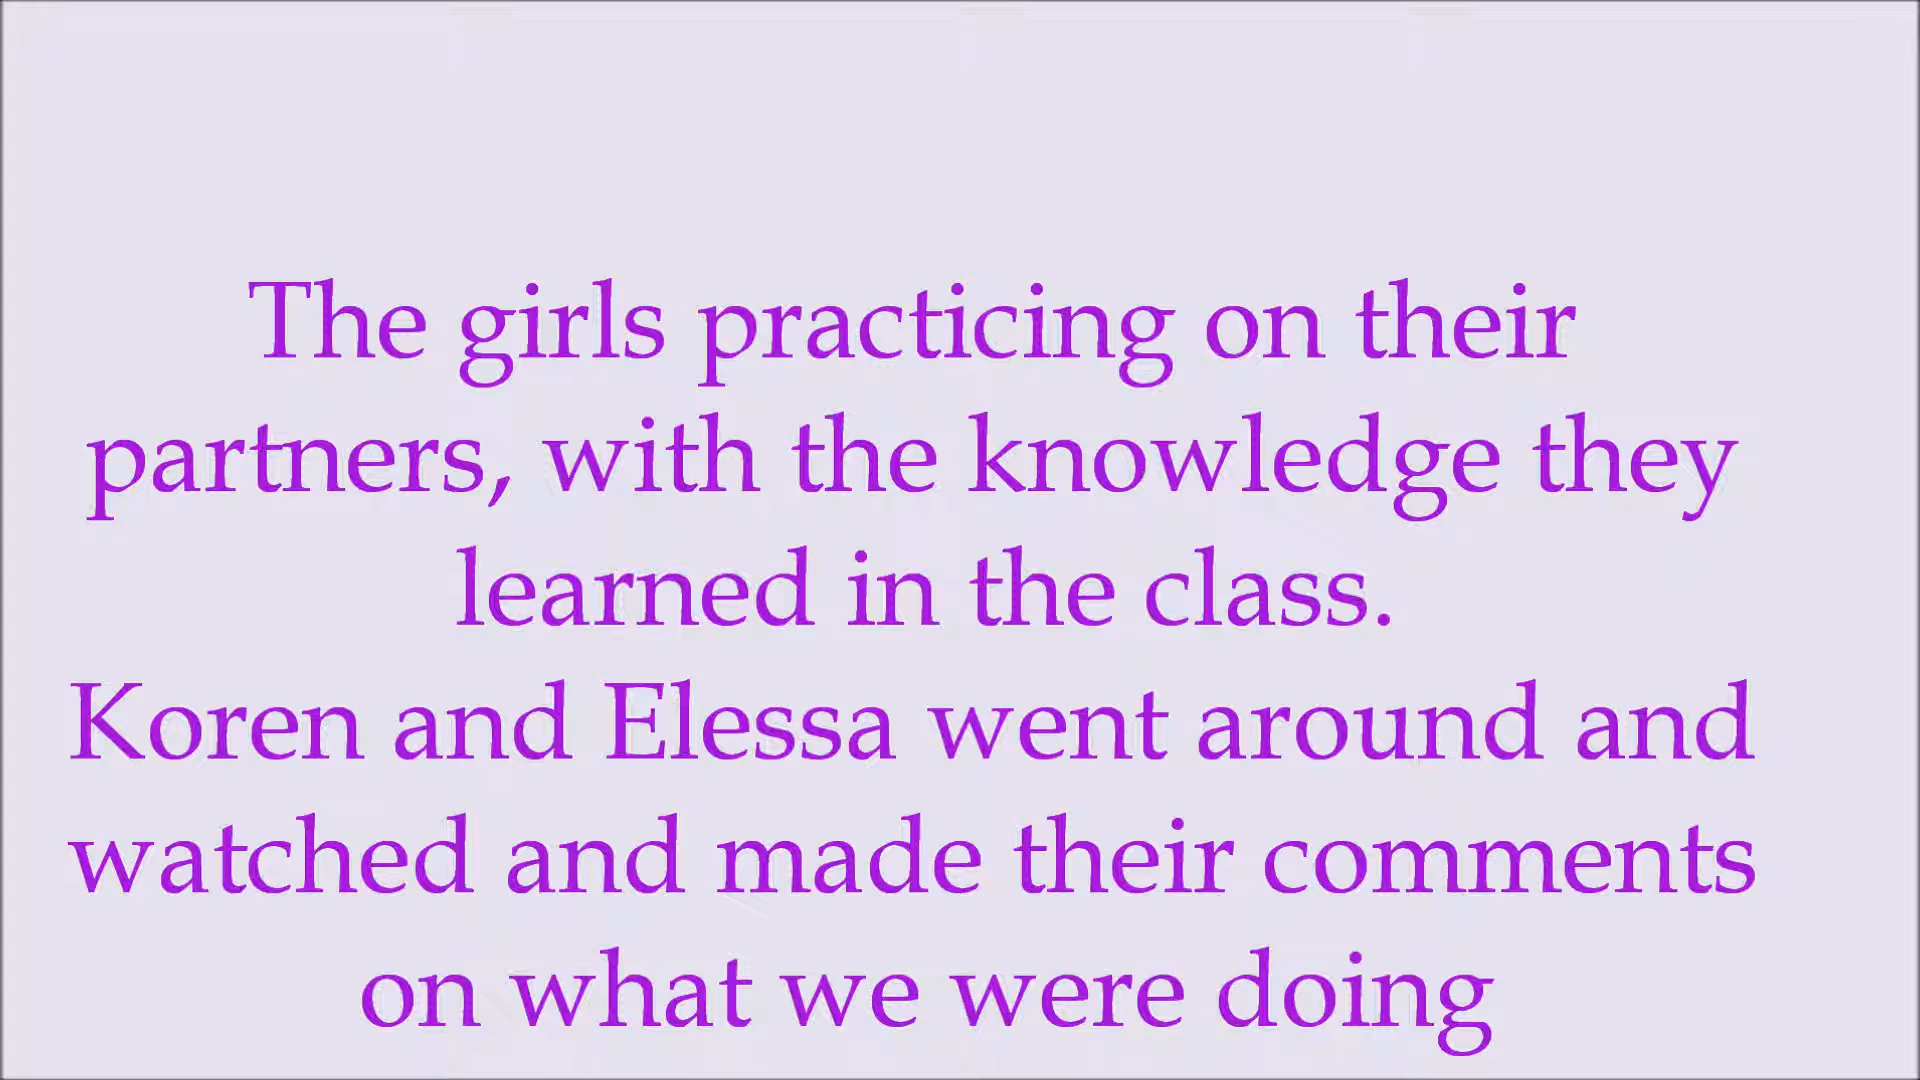 The girls practicing on their
partners, with the knowledge they
learned in the class.
Koren and Elessa went around and
watched and made their comments
on what we were doing